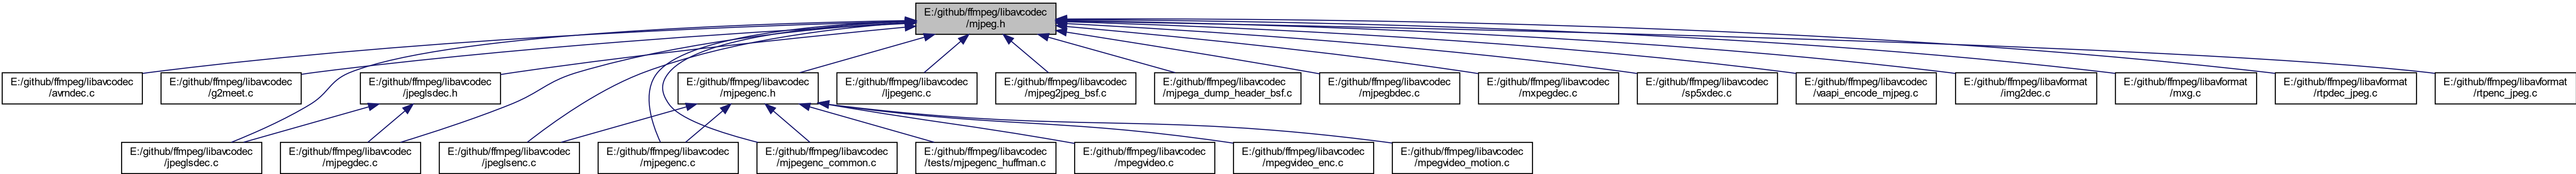 E:/github/ffmpeg/libavcodec
/mjpeg.h
E:/github/ffmpeg/libavcodec
/avrndec.c
E:/github/ffmpeg/libavcodec
/g2meet.c
E:/github/ffmpeg/libavcodec
/jpeglsdec.h
E:/github/ffmpeg/libavcodec
/mjpegenc.h
E:/github/ffmpeg/libavcodec
/ljpegenc.c
E:/github/ffmpeg/libavcodec
/mjpeg2jpeg_bsf.c
E:/github/ffmpeg/libavcodec
/mjpega_dump_header_bsf.c
E:/github/ffmpeg/libavcodec
/mjpegbdec.c
E:/github/ffmpeg/libavcodec
/mxpegdec.c
E:/github/ffmpeg/libavcodec
/sp5xdec.c
E:/github/ffmpeg/libavcodec
/vaapi_encode_mjpeg.c
E:/github/ffmpeg/libavformat
/img2dec.c
E:/github/ffmpeg/libavformat
/mxg.c
E:/github/ffmpeg/libavformat
/rtpdec_jpeg.c
E:/github/ffmpeg/libavformat
/rtpenc_jpeg.c
E:/github/ffmpeg/libavcodec
/jpeglsdec.c
E:/github/ffmpeg/libavcodec
/mjpegdec.c
E:/github/ffmpeg/libavcodec
/jpeglsenc.c
E:/github/ffmpeg/libavcodec
/mjpegenc.c
E:/github/ffmpeg/libavcodec
/mjpegenc_common.c
E:/github/ffmpeg/libavcodec
/tests/mjpegenc_huffman.c
E:/github/ffmpeg/libavcodec
/mpegvideo.c
E:/github/ffmpeg/libavcodec
/mpegvideo_enc.c
E:/github/ffmpeg/libavcodec
/mpegvideo_motion.c